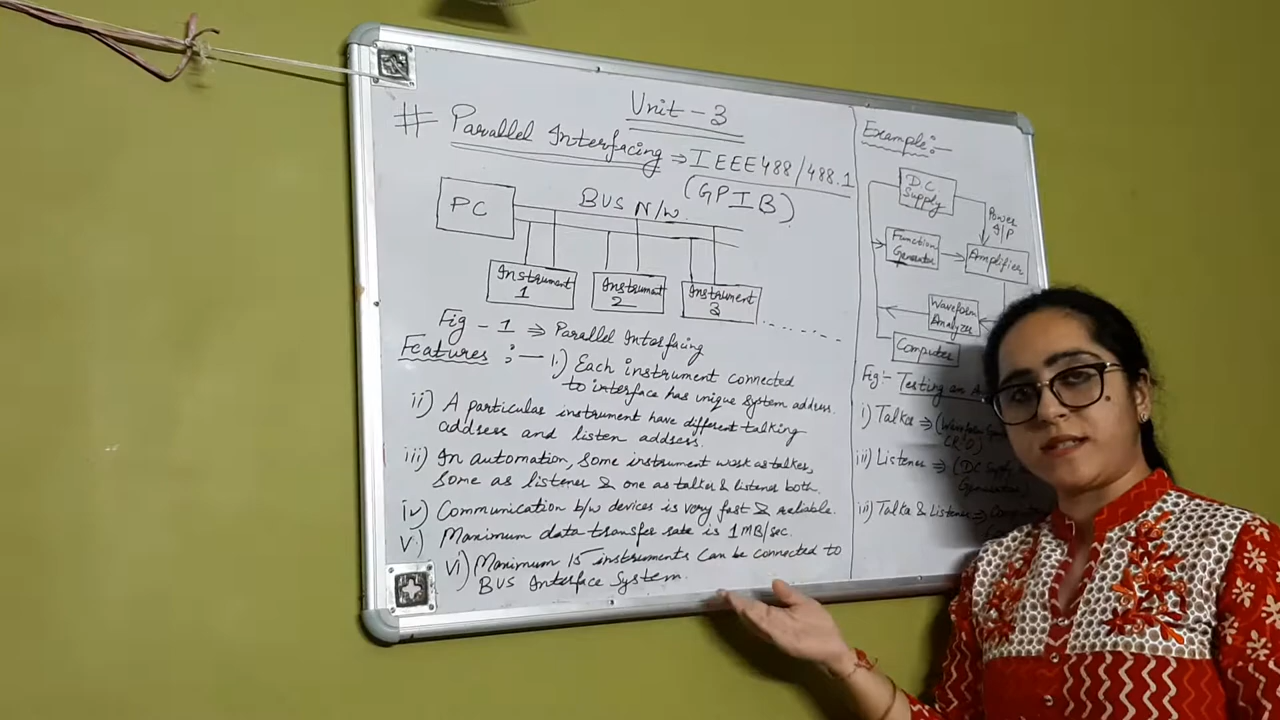 Unit - 3
# Parallel Interfacing ⇒ IEEE 488/488.1
(GPIB)
PC
BUS N/W
Instrument
1
Instrument
2
Instrument
3
Fig - 1 ⇒ Parallel Interfacing
Features :— i.) Each instrument connected
to interface has unique system address.
ii) A particular instrument have different talking
address and listen address.
iii) In automation, some instrument work as talker,
some as listener & one as talker & listener both.
iv) Communication b/w devices is very fast & reliable.
v.) Maximum data transfer rate is 1MB/sec.
vi) Maximum 15 instruments can be connected to
BUS Interface System.
Example:—
D.C.
Supply
Power
I/P
Function
Generator
Amplifier
Waveform
Analyzer
Computer
Fig:- Testing an
i) Talker ⇒ (Waveform
CRO)
ii) Listener ⇒ (DC Supply
Generator)
iii) Talker & Listener ⇒